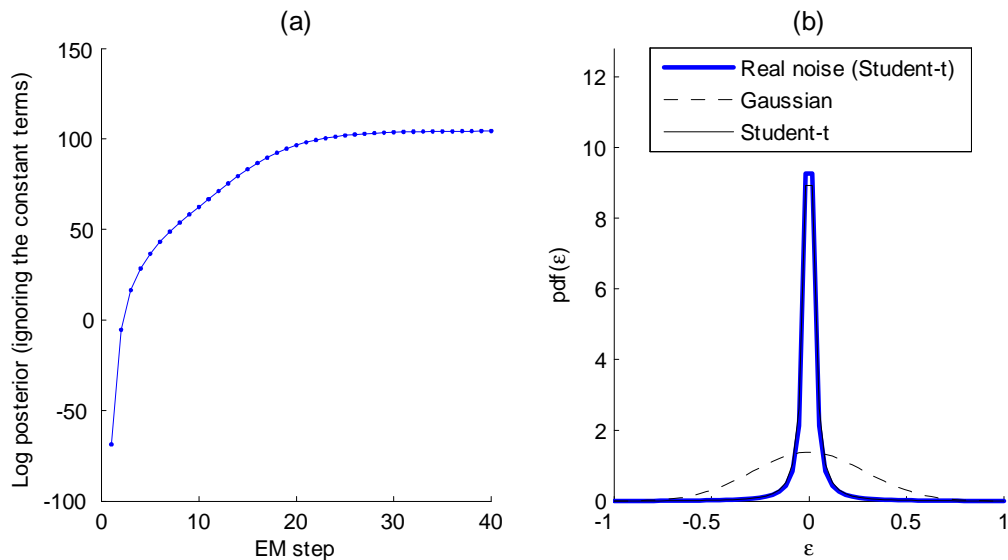 (a)
Log posterior (ignoring the constant terms)
150
100
50
0
-50
-100
0
10
20
30
40
EM step
(b)
Real noise (Student-t)
Gaussian
Student-t
pdf(ε)
12
10
8
6
4
2
0
-1
-0.5
0
0.5
1
ε